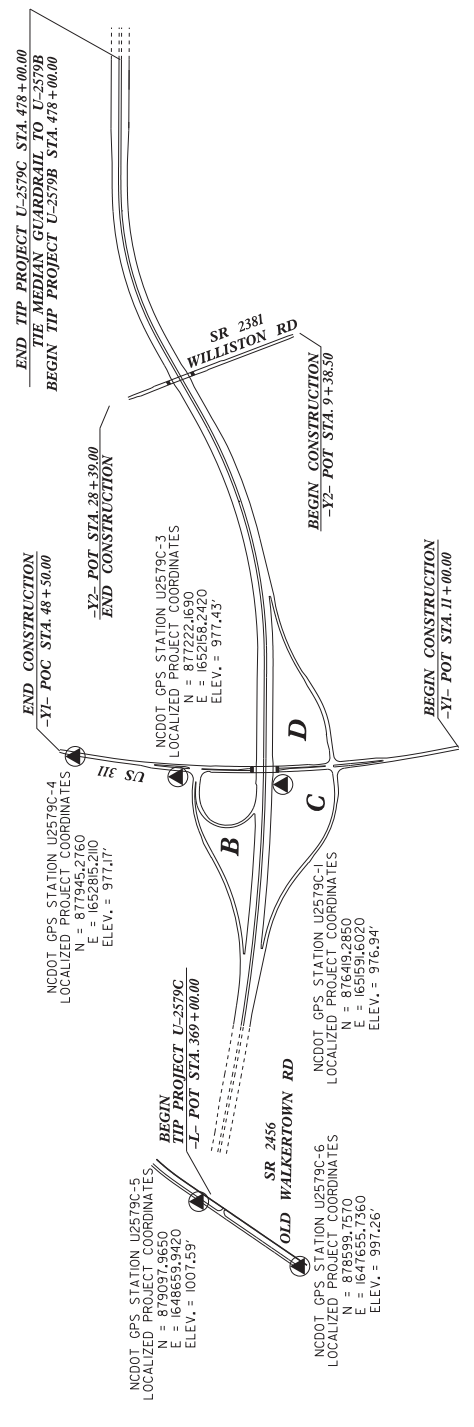 NCDOT GPS STATION U2579C-5
LOCALIZED PROJECT COORDINATES
N = 879097.9650
E = 1648659.9420
ELEV. = 1007.59'
BEGIN
TIP PROJECT U-2579C
-L- POT STA. 369+00.00
SR 2456
OLD WALKERTOWN RD
NCDOT GPS STATION U2579C-6
LOCALIZED PROJECT COORDINATES
N = 878599.7570
E = 1647655.7360
ELEV. = 997.26'
NCDOT GPS STATION U2579C-4
LOCALIZED PROJECT COORDINATES
N = 877945.2760
E = 1652815.2110
ELEV. = 977.17'
END CONSTRUCTION
-Y1- POC STA. 48+50.00
US 311
NCDOT GPS STATION U2579C-3
LOCALIZED PROJECT COORDINATES
N = 877222.1690
E = 1652158.2420
ELEV. = 977.43'
B
C
D
NCDOT GPS STATION U2579C-1
LOCALIZED PROJECT COORDINATES
N = 876419.2850
E = 1651591.6020
ELEV. = 976.94'
BEGIN CONSTRUCTION
-Y1- POT STA. 11+00.00
-Y2- POT STA. 28+39.00
END CONSTRUCTION
SR 2381
WILLISTON RD
BEGIN CONSTRUCTION
-Y2- POT STA. 9+38.50
END TIP PROJECT U-2579C STA. 478+00.00
TIE MEDIAN GUARDRAIL TO U-2579B
BEGIN TIP PROJECT U-2579B STA. 478+00.00